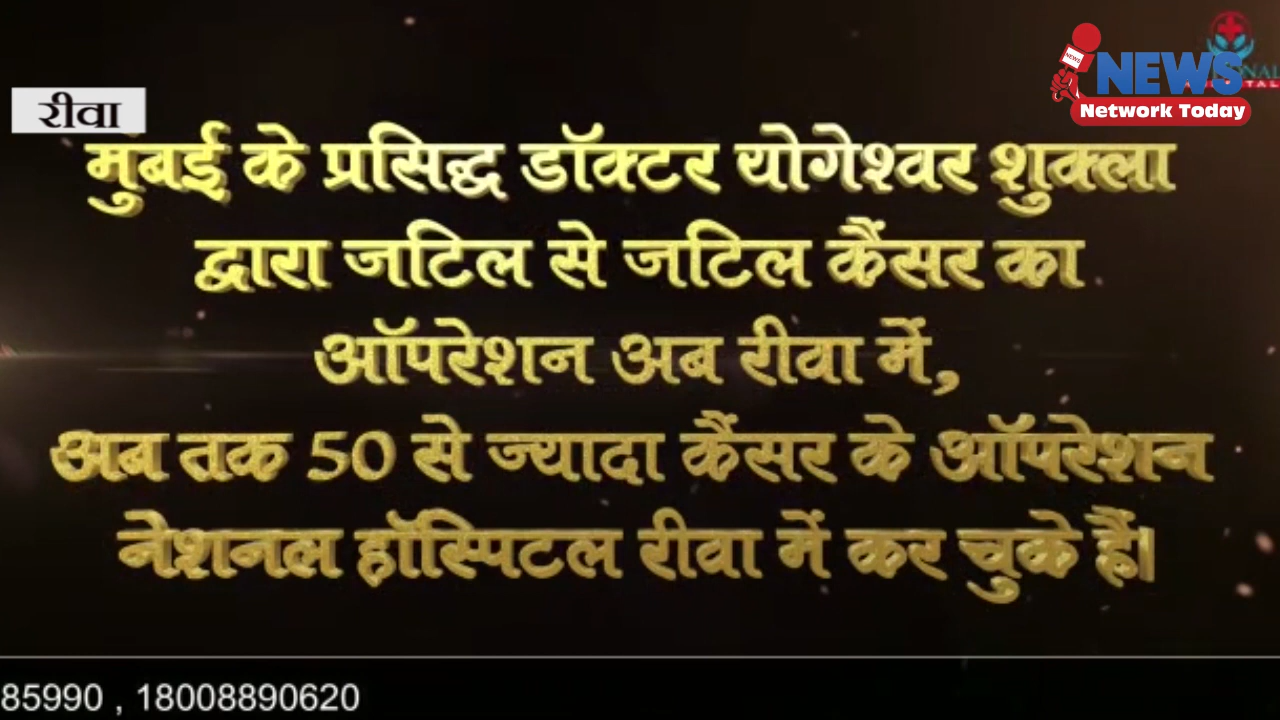 NEWS
NEWS
Network Today
रीवा
मुंबई के प्रसिद्ध डॉक्टर योगेश्वर शुक्ला
द्वारा जटिल से जटिल कैंसर का
ऑपरेशन अब रीवा में,
अब तक 50 से ज्यादा कैंसर के ऑपरेशन
नेशनल हॉस्पिटल रीवा में कर चुके हैं।
85990 , 18008890620